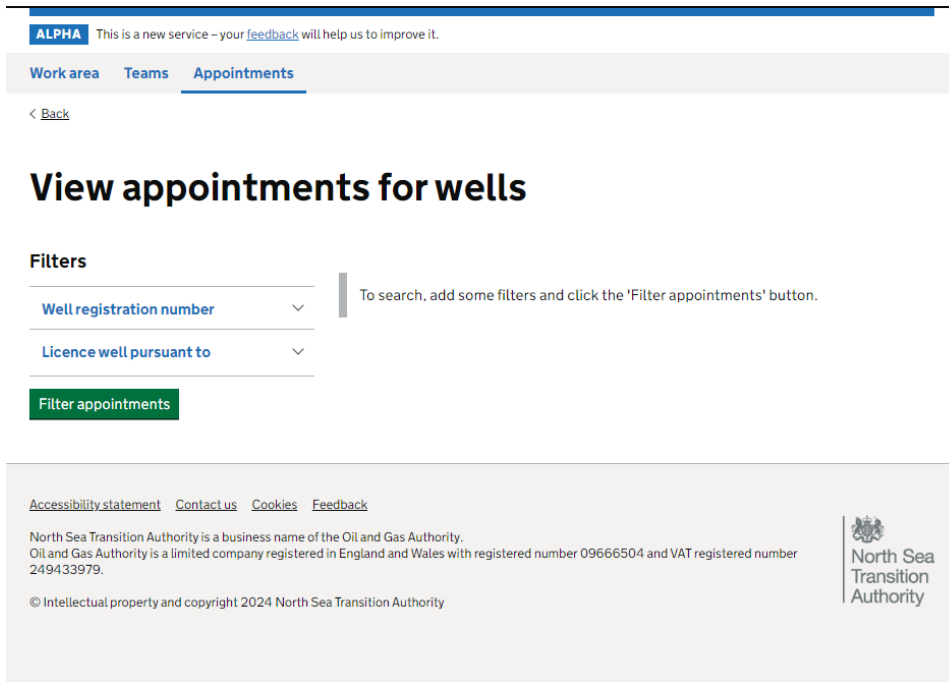 ALPHA This is a new service – your feedback will help us to improve it.
Work area Teams Appointments
< Back
View appointments for wells
Filters
Well registration number
Licence well pursuant to
Filter appointments
To search, add some filters and click the 'Filter appointments' button.
Accessibility statement Contact us Cookies Feedback
North Sea Transition Authority is a business name of the Oil and Gas Authority.
Oil and Gas Authority is a limited company registered in England and Wales with registered number 09666504 and VAT registered number
249433979.
© Intellectual property and copyright 2024 North Sea Transition Authority
North Sea
Transition
Authority